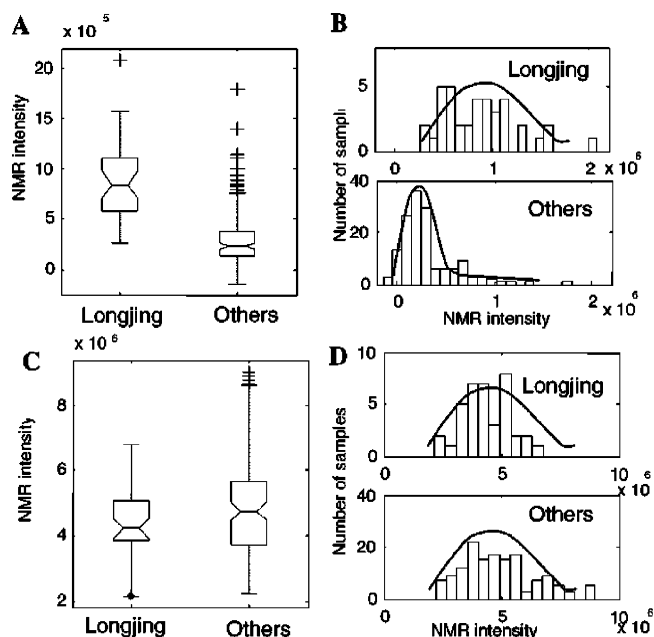 A
x 10 5
NMR intensity
20
15
10
5
0
Longjing
Others
B
Number of sampl
Longjing
5
0
0
1
2
x 10 6
Others
40
20
0
0
1
2
x 10 6
NMR intensity
C
x 10 6
NMR intensity
8
6
4
2
Longjing
Others
D
Number of samples
Longjing
10
5
0
0
5
10
x 10 6
Others
40
20
0
0
5
10
x 10 6
NMR intensity